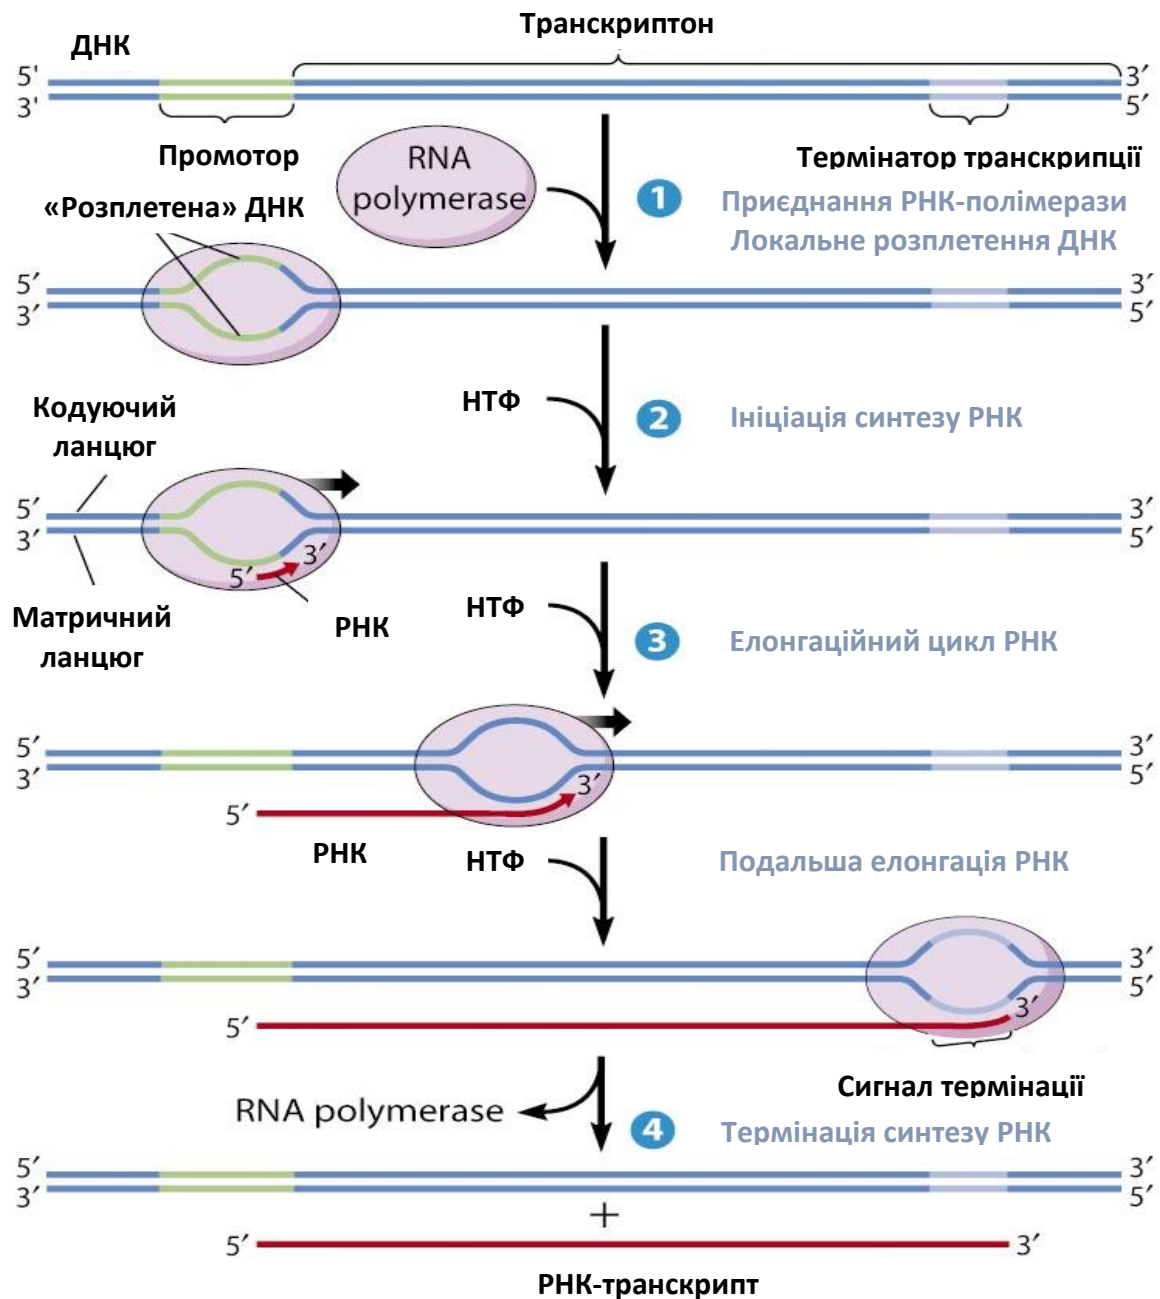 Транскриптон
ДНК
5' 3′
3' 5′
Промотор
RNA
polymerase
Термінатор транскрипції
1 Приєднання РНК-полімерази
Локальне розплетення ДНК
«Розплетена» ДНК
5′ 3′
3′ 5′
НТФ
2 Ініціація синтезу РНК
Кодуючий
ланцюг
5′ 3′
3′ 5′
5′ 3′
Матричний
ланцюг
РНК
НТФ
3 Елонгаційний цикл РНК
5′ 3′
3′ 5′
5′ 3′
РНК
НТФ
Подальша елонгація РНК
5′ 3′
3′ 5′
5′ 3′
Сигнал термінації
RNA polymerase
4 Термінація синтезу РНК
5′ 3′
3′ 5′
+
5′ 3′
РНК-транскрипт